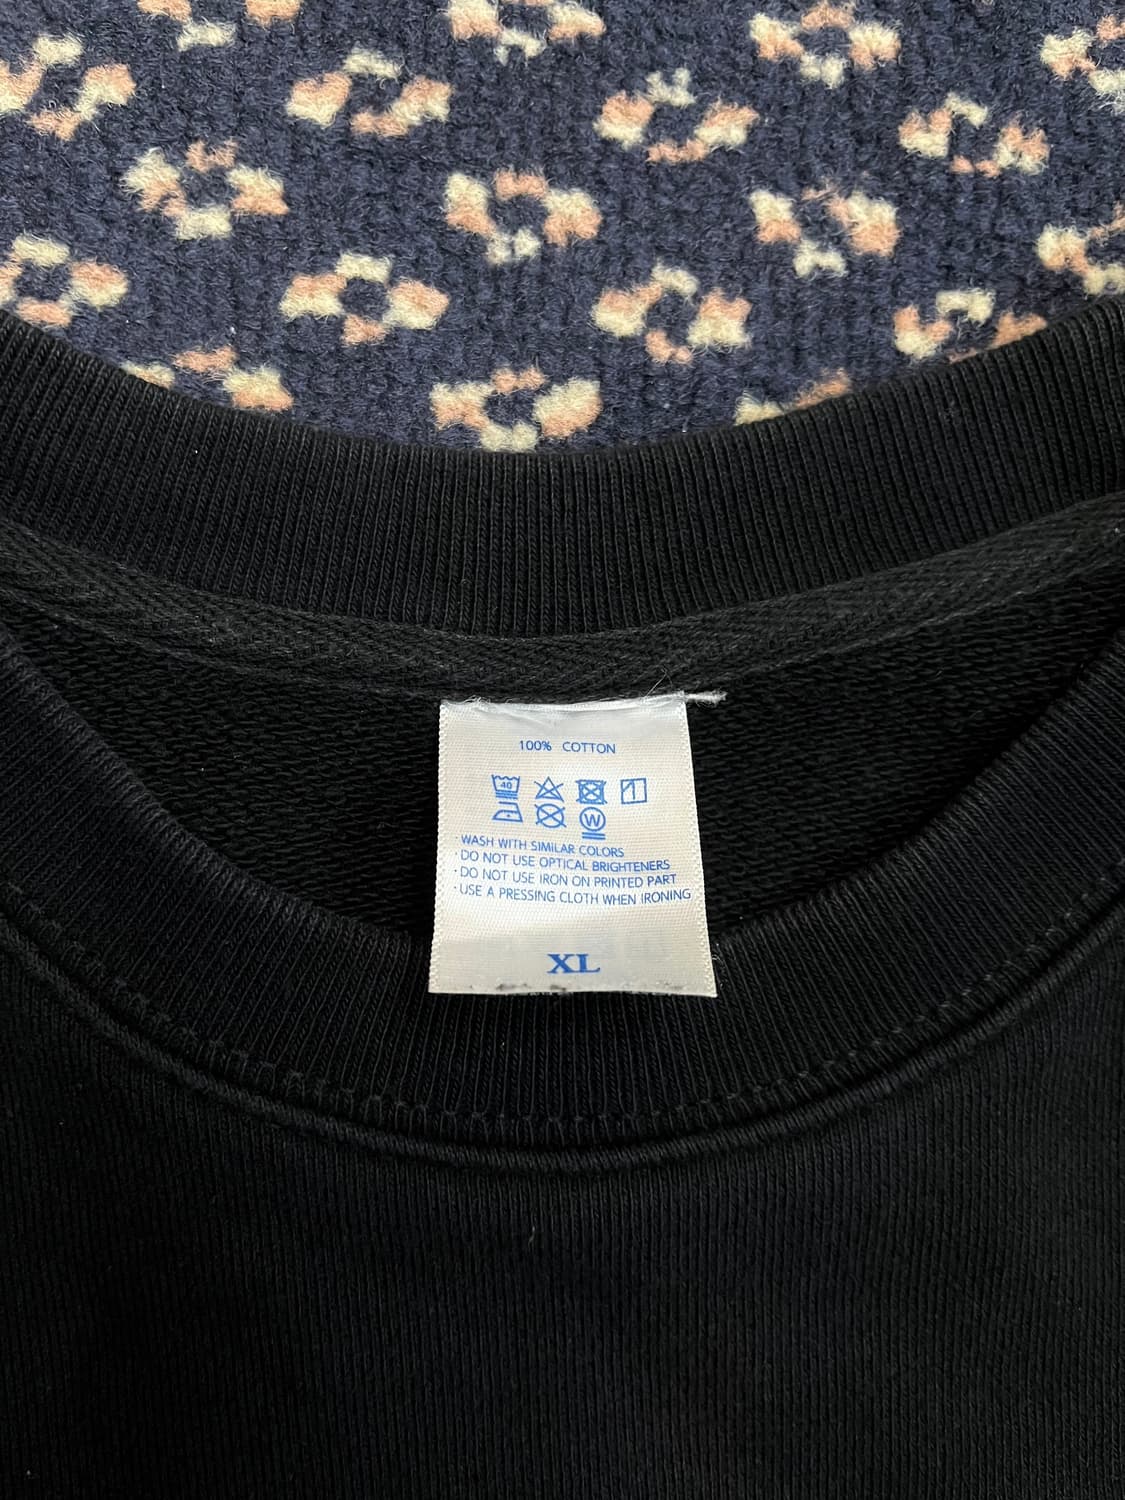 100% COTTON
40
W
· WASH WITH SIMILAR COLORS
· DO NOT USE OPTICAL BRIGHTENERS
· DO NOT USE IRON ON PRINTED PART
· USE A PRESSING CLOTH WHEN IRONING
XL